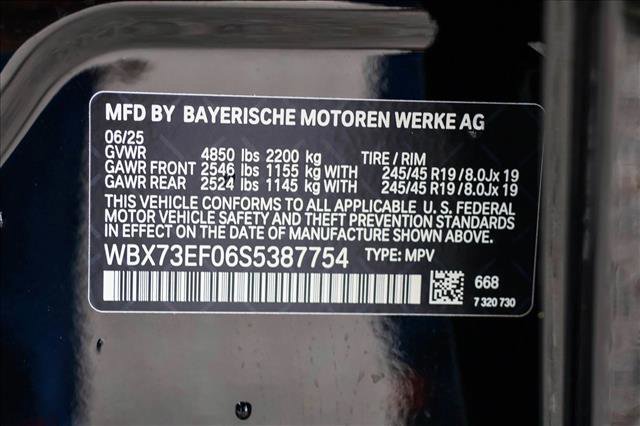 MFD BY BAYERISCHE MOTOREN WERKE AG
06/25
GVWR 4850 lbs 2200 kg TIRE / RIM
GAWR FRONT 2546 lbs 1155 kg WITH 245/45 R19 / 8.0Jx 19
GAWR REAR 2524 lbs 1145 kg WITH 245/45 R19 / 8.0Jx 19
THIS VEHICLE CONFORMS TO ALL APPLICABLE U.S. FEDERAL
MOTOR VEHICLE SAFETY AND THEFT PREVENTION STANDARDS
IN EFFECT ON THE DATE OF MANUFACTURE SHOWN ABOVE.
WBX73EF06S5387754 TYPE: MPV
668
7 320 730